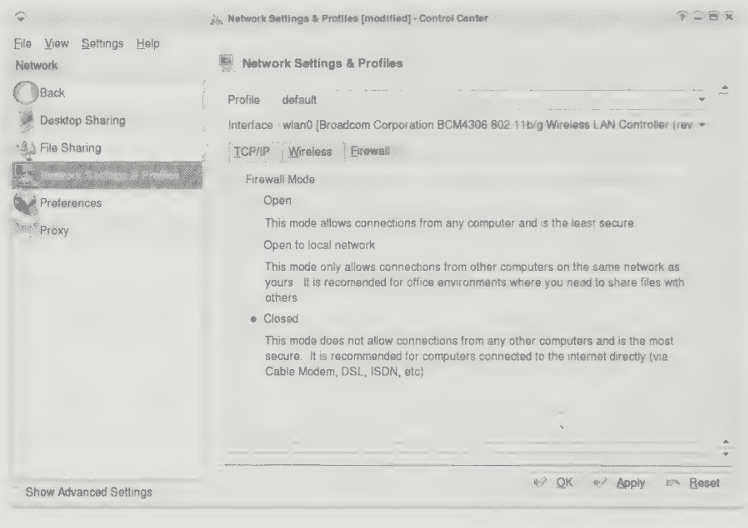 Network Settings & Profiles [modified] - Control Center
File View Settings Help
Network
Back
Desktop Sharing
File Sharing
Network Settings & Profiles
Preferences
Proxy
Show Advanced Settings
Network Settings & Profiles
Profile default
Interface wlan0 [Broadcom Corporation BCM4306 802.11b/g Wireless LAN Controller (rev
TCP/IP Wireless Firewall
Firewall Mode
Open
This mode allows connections from any computer and is the least secure.
Open to local network
This mode only allows connections from other computers on the same network as
yours It is recomended for office environments where you need to share files with
others
Closed
This mode does not allow connections from any other computers and is the most
secure. It is recommended for computers connected to the internet directly (via
Cable Modem, DSL, ISDN, etc)
OK Apply Reset